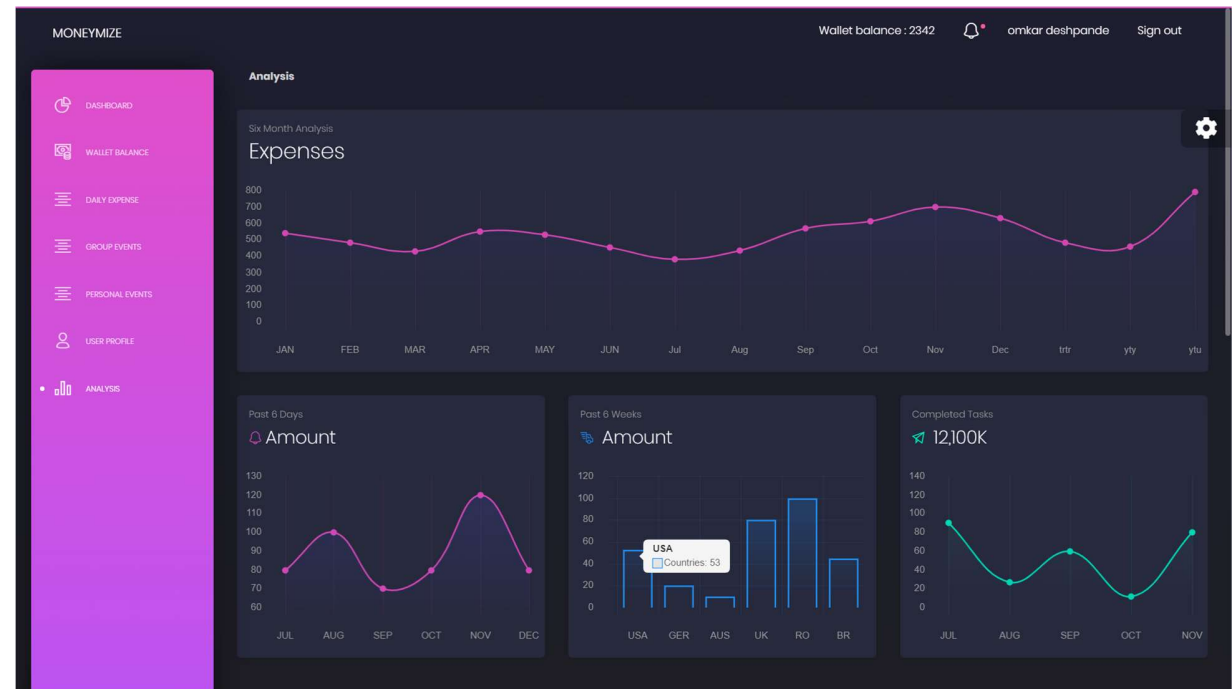 MONEYMIZE
Wallet balance : 2342
omkar deshpande
Sign out
DASHBOARD
WALLET BALANCE
DAILY EXPENSE
GROUP EVENTS
PERSONAL EVENTS
USER PROFILE
ANALYSIS
Analysis
Six Month Analysis
Expenses
800
700
600
500
400
300
200
100
0
JAN FEB MAR APR MAY JUN Jul Aug Sep Oct Nov Dec trtr yty ytu
Past 6 Days
Amount
130
120
110
100
90
80
70
60
JUL AUG SEP OCT NOV DEC
Past 6 Weeks
Amount
120
100
80
60
40
20
0
USA
Countries: 53
USA GER AUS UK RO BR
Completed Tasks
12,100K
140
120
100
80
60
40
20
0
JUL AUG SEP OCT NOV